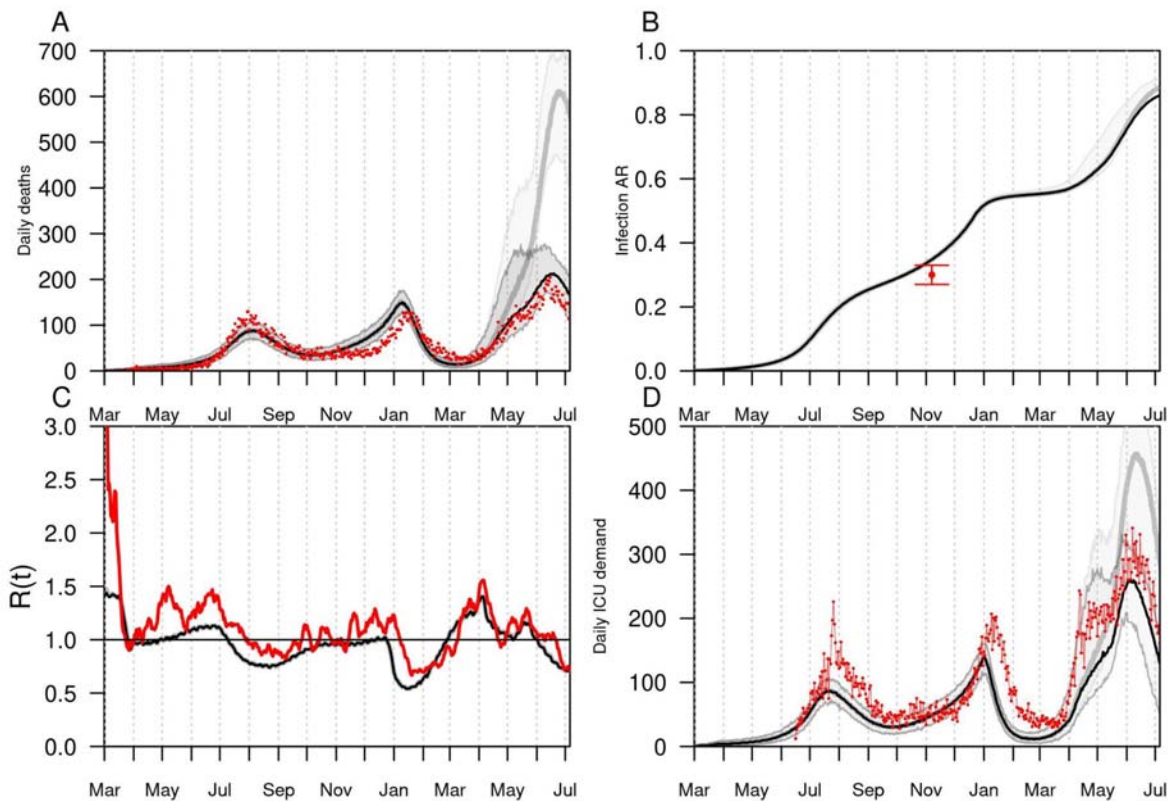 A
Daily deaths
700
600
500
400
300
200
100
0
Mar May Jul Sep Nov Jan Mar May Jul
B
Infection AR
1.0
0.8
0.6
0.4
0.2
0.0
Mar May Jul Sep Nov Jan Mar May Jul
C
R(t)
3.0
2.5
2.0
1.5
1.0
0.5
0.0
Mar May Jul Sep Nov Jan Mar May Jul
D
Daily ICU demand
500
400
300
200
100
0
Mar May Jul Sep Nov Jan Mar May Jul